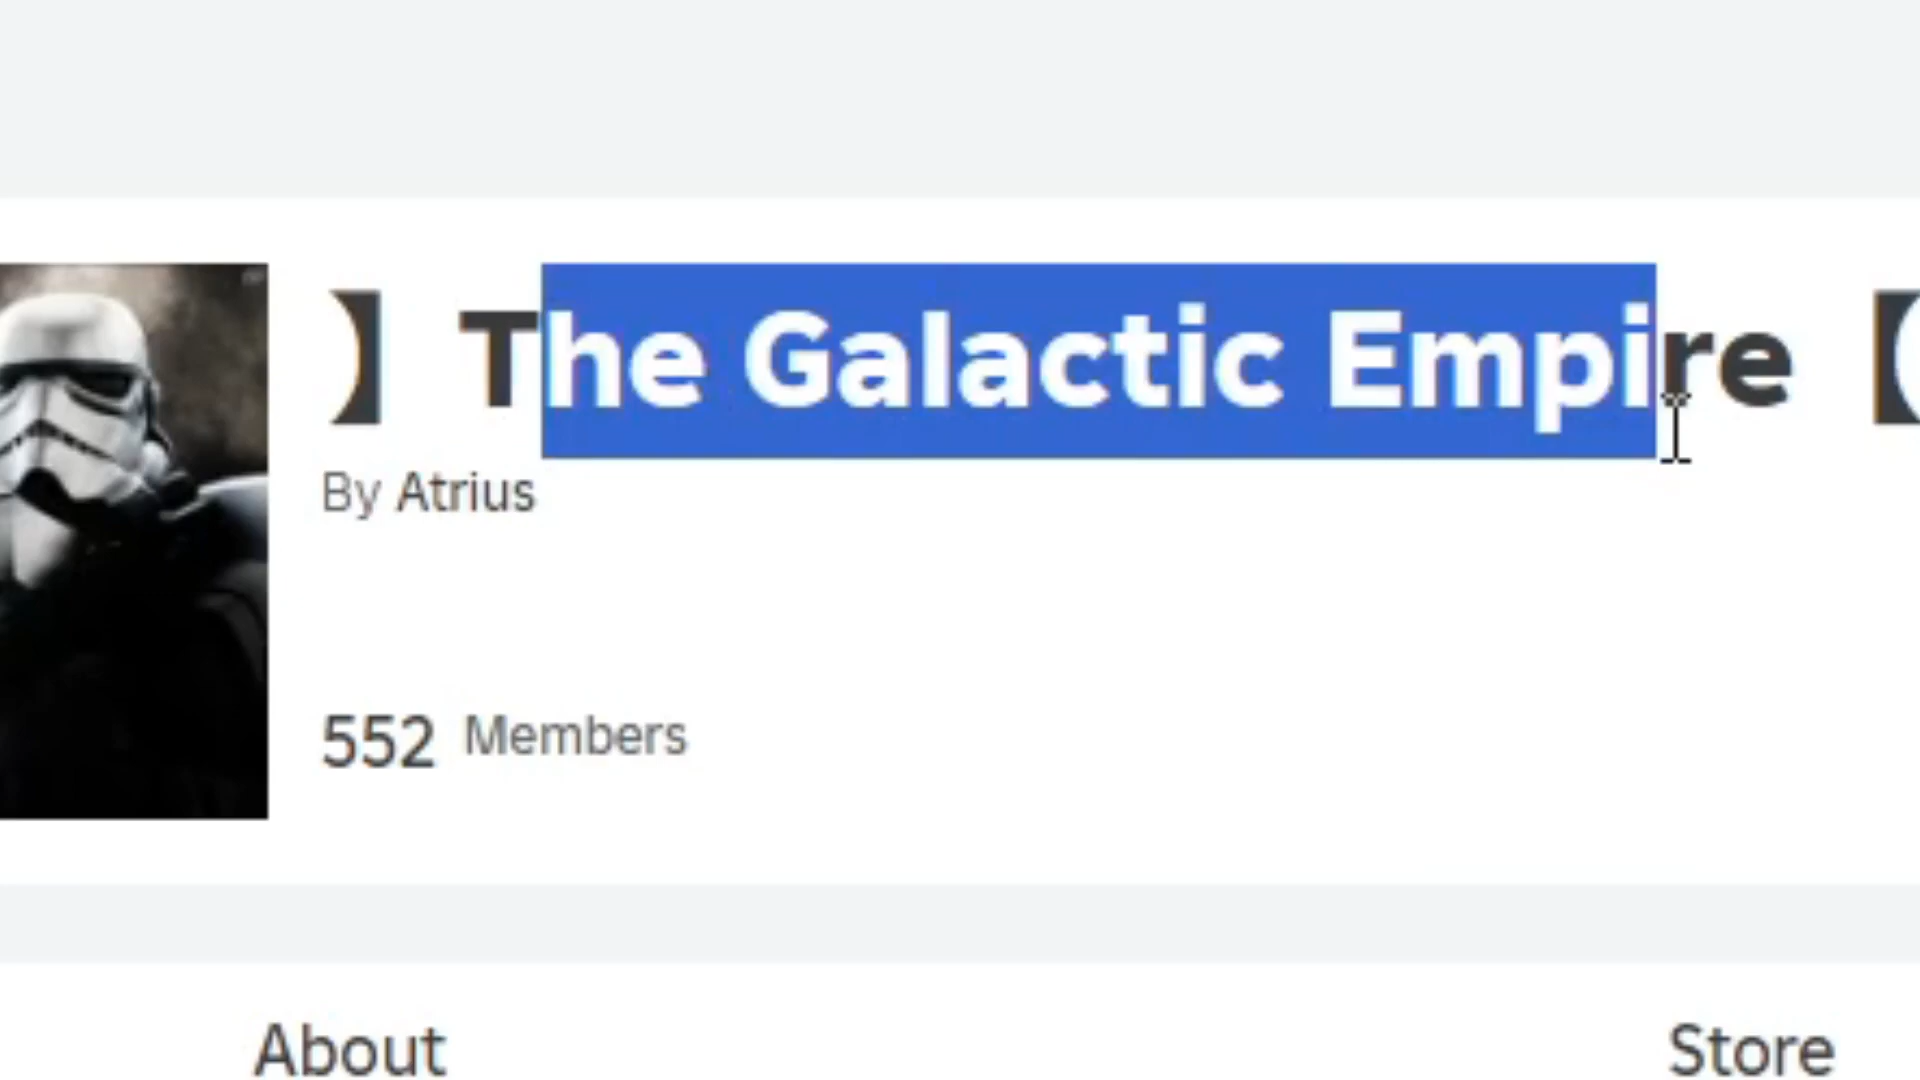 】The Galactic Empire【
By Atrius
552 Members
About
Store